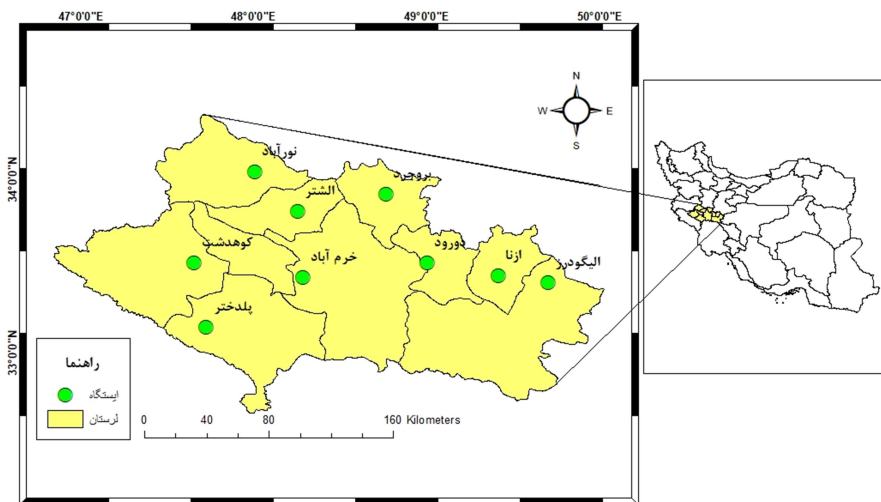 47°0'0"E 48°0'0"E 49°0'0"E 50°0'0"E
34°0'0"N
33°0'0"N
N
W E
S
نورآباد
بروجرد
الشتر
کوهدشت
خرم آباد
دورود
ازنا
الیگودرز
پلدختر
راهنما
ایستگاه
لرستان
0 40 80 160 Kilometers